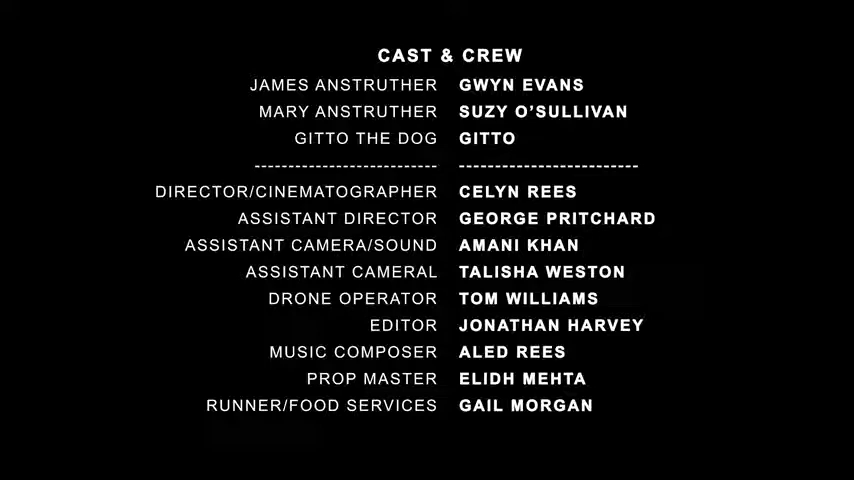 CAST & CREW
JAMES ANSTRUTHER GWYN EVANS
MARY ANSTRUTHER SUZY O’SULLIVAN
GITTO THE DOG GITTO
--------------------------- --------------------------
DIRECTOR/CINEMATOGRAPHER CELYN REES
ASSISTANT DIRECTOR GEORGE PRITCHARD
ASSISTANT CAMERA/SOUND AMANI KHAN
ASSISTANT CAMERAL TALISHA WESTON
DRONE OPERATOR TOM WILLIAMS
EDITOR JONATHAN HARVEY
MUSIC COMPOSER ALED REES
PROP MASTER ELIDH MEHTA
RUNNER/FOOD SERVICES GAIL MORGAN